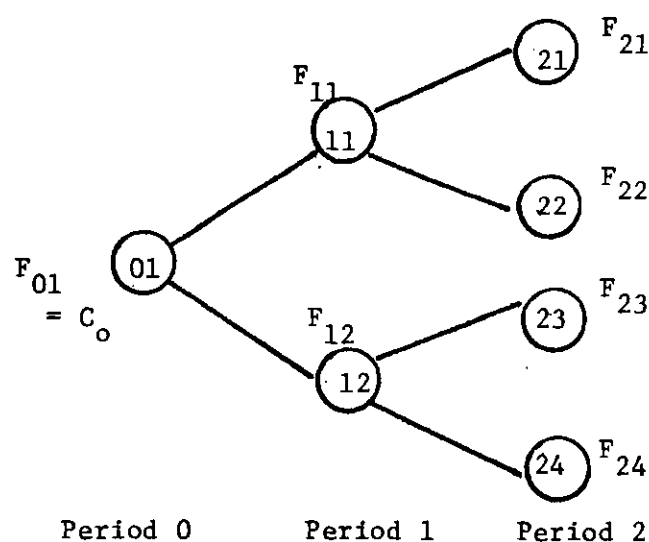 F21
21
F11
11
F22
22
F01
= Co
01
F23
23
F12
12
F24
24
Period 0 Period 1 Period 2